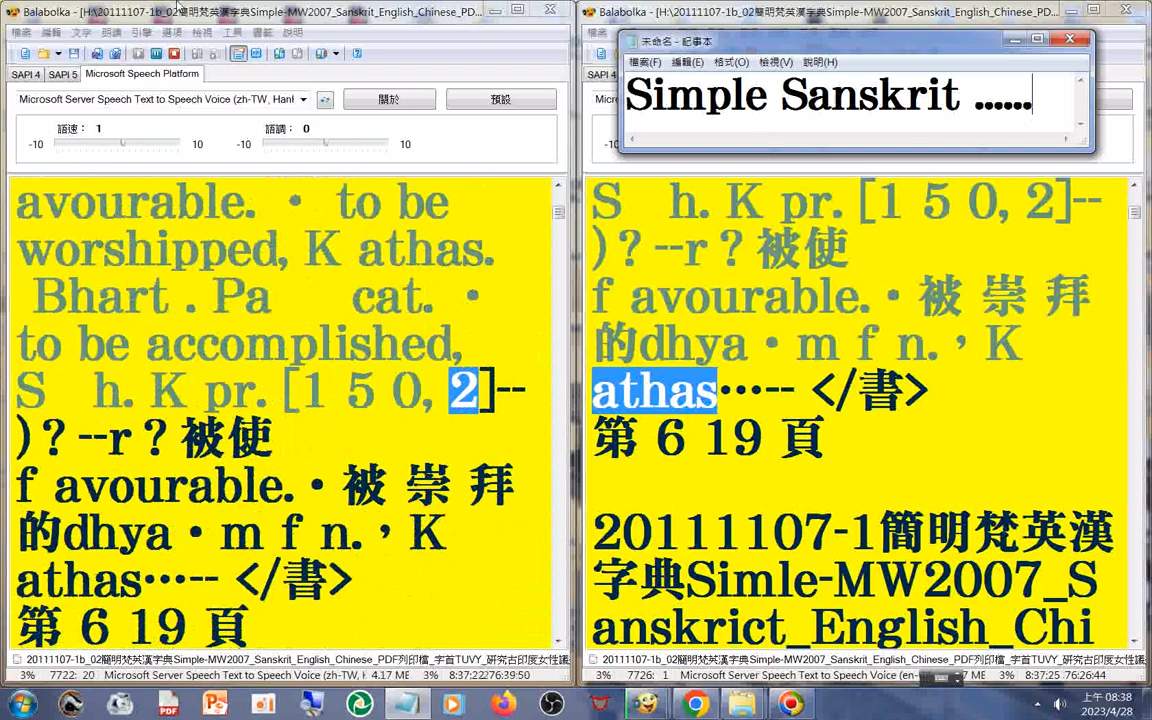 Balabolka - [H:\20111107-1b_02簡明梵英漢字典Simple-MW2007_Sanskrit_English_Chinese_PD...
檔案 編輯 文字 朗讀 引擎 選項 檢視 工具 書籤 說明
SAPI 4 SAPI 5 Microsoft Speech Platform
Microsoft Server Speech Text to Speech Voice (zh-TW, Hanl 關於 預設
語速： 1 語調： 0
-10 10 -10 10
avourable. • to be
worshipped, K athas.
Bhart . Pa cat. •
to be accomplished,
S h. K pr. [1 5 0, 2]--
)? --r ? 被使
f avourable.•被 崇 拜
的dhya•m f n.，K
athas…-- </書>
第 6 19 頁
20111107-1b_02簡明梵英漢字典Simple-MW2007_Sanskrit_English_Chinese_PDF列印檔_字首TUVY_研究古印度女性議
3% 7722: 20 Microsoft Server Speech Text to Speech Voice (zh-TW, H 4.17 ME 3% 8:37:22
Balabolka - [H:\20111107-1b_02簡明梵英漢字典Simple-MW2007_Sanskrit_English_Chinese_PD...
檔案
SAPI 4
Micr
-10
未命名 - 記事本
檔案(F) 編輯(E) 格式(O) 檢視(V) 說明(H)
Simple Sanskrit ......
S h. K pr. [1 5 0, 2]--
)? --r ? 被使
f avourable.•被 崇 拜
的dhya•m f n.，K
athas…-- </書>
第 6 19 頁
20111107-1簡明梵英漢
字典Simle-MW2007_S
anskrict_English_Chi
20111107-1b_02簡明梵英漢字典Simple-MW2007_Sanskrit_English_Chinese_PDF列印檔_字首TUVY_研究古印度女性議
3% 7726: 1 Microsoft Server Speech Text to Speech Voice (en- 4.17 ME 3% 8:37:25
上午 08:38
2023/4/28